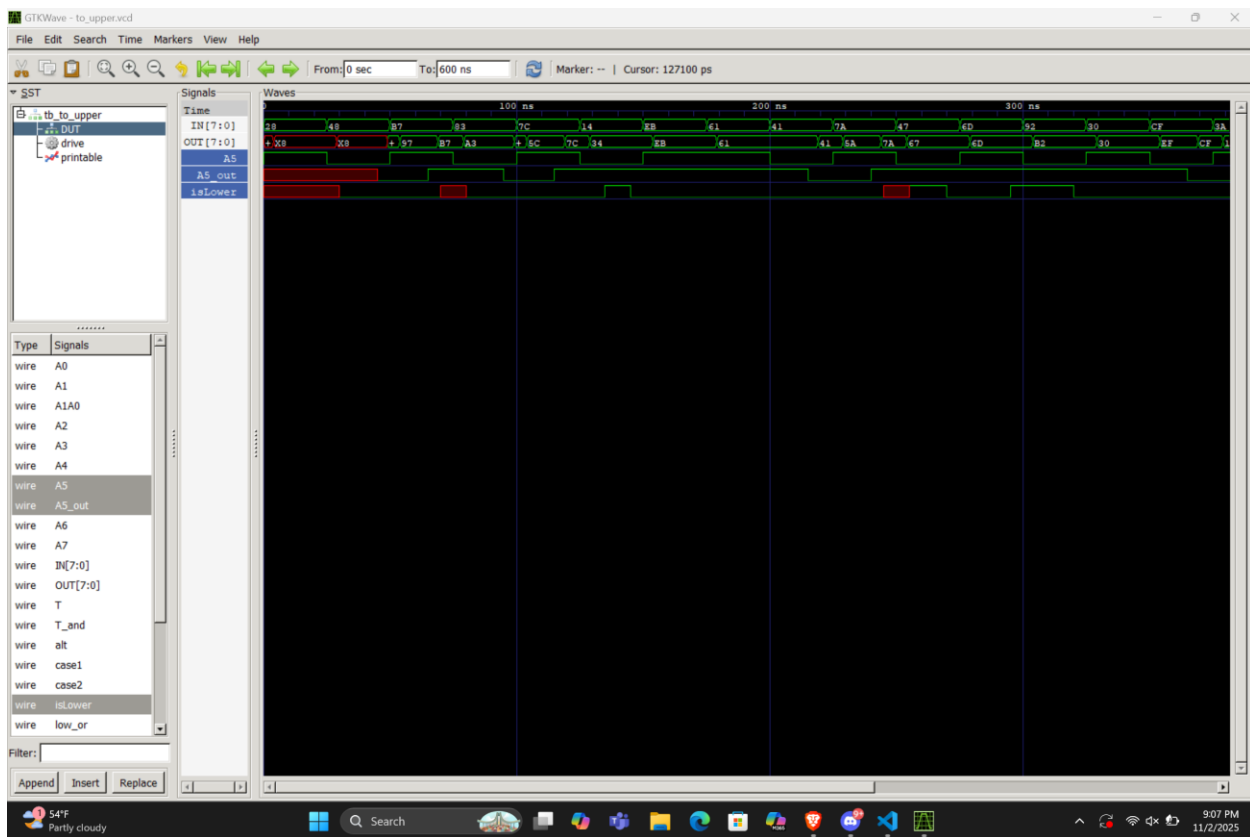 GTKWave - to_upper.vcd
File Edit Search Time Markers View Help
From: 0 sec To: 600 ns Marker: -- | Cursor: 127100 ps
SST
tb_to_upper
DUT
drive
printable
Type Signals
wire A0
wire A1
wire A1A0
wire A2
wire A3
wire A4
wire A5
wire A5_out
wire A6
wire A7
wire IN[7:0]
wire OUT[7:0]
wire T
wire T_and
wire alt
wire case1
wire case2
wire isLower
wire low_or
Filter:
Append Insert Replace
Signals
Time
IN[7:0]
OUT[7:0]
A5
A5_out
isLower
Waves
100 ns 200 ns 300 ns
28 48 B7 83 7C 14 EB 61 41 7A 47 6D 92 30 CF 3A
+ X8 X8 + 97 B7 A3 + 5C 7C 34 EB 61 41 5A 7A 67 6D B2 30 EF CF
1
54°F
Partly cloudy
Search
9:07 PM
11/2/2025